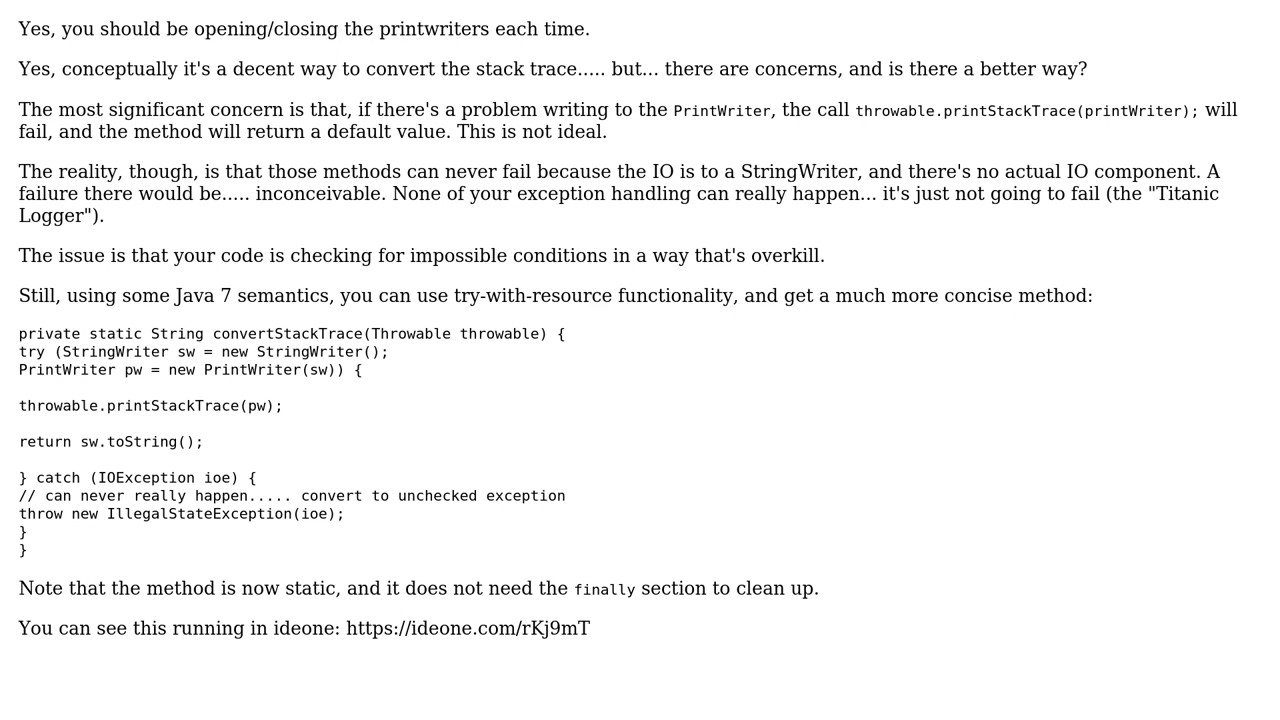 Yes, you should be opening/closing the printwriters each time.
Yes, conceptually it's a decent way to convert the stack trace..... but... there are concerns, and is there a better way?
The most significant concern is that, if there's a problem writing to the PrintWriter, the call throwable.printStackTrace(printWriter); will
fail, and the method will return a default value. This is not ideal.
The reality, though, is that those methods can never fail because the IO is to a StringWriter, and there's no actual IO component. A
failure there would be..... inconceivable. None of your exception handling can really happen... it's just not going to fail (the "Titanic
Logger").
The issue is that your code is checking for impossible conditions in a way that's overkill.
Still, using some Java 7 semantics, you can use try-with-resource functionality, and get a much more concise method:
private static String convertStackTrace(Throwable throwable) {
try (StringWriter sw = new StringWriter();
PrintWriter pw = new PrintWriter(sw)) {
throwable.printStackTrace(pw);
return sw.toString();
} catch (IOException ioe) {
// can never really happen..... convert to unchecked exception
throw new IllegalStateException(ioe);
}
}
Note that the method is now static, and it does not need the finally section to clean up.
You can see this running in ideone: https://ideone.com/rKj9mT